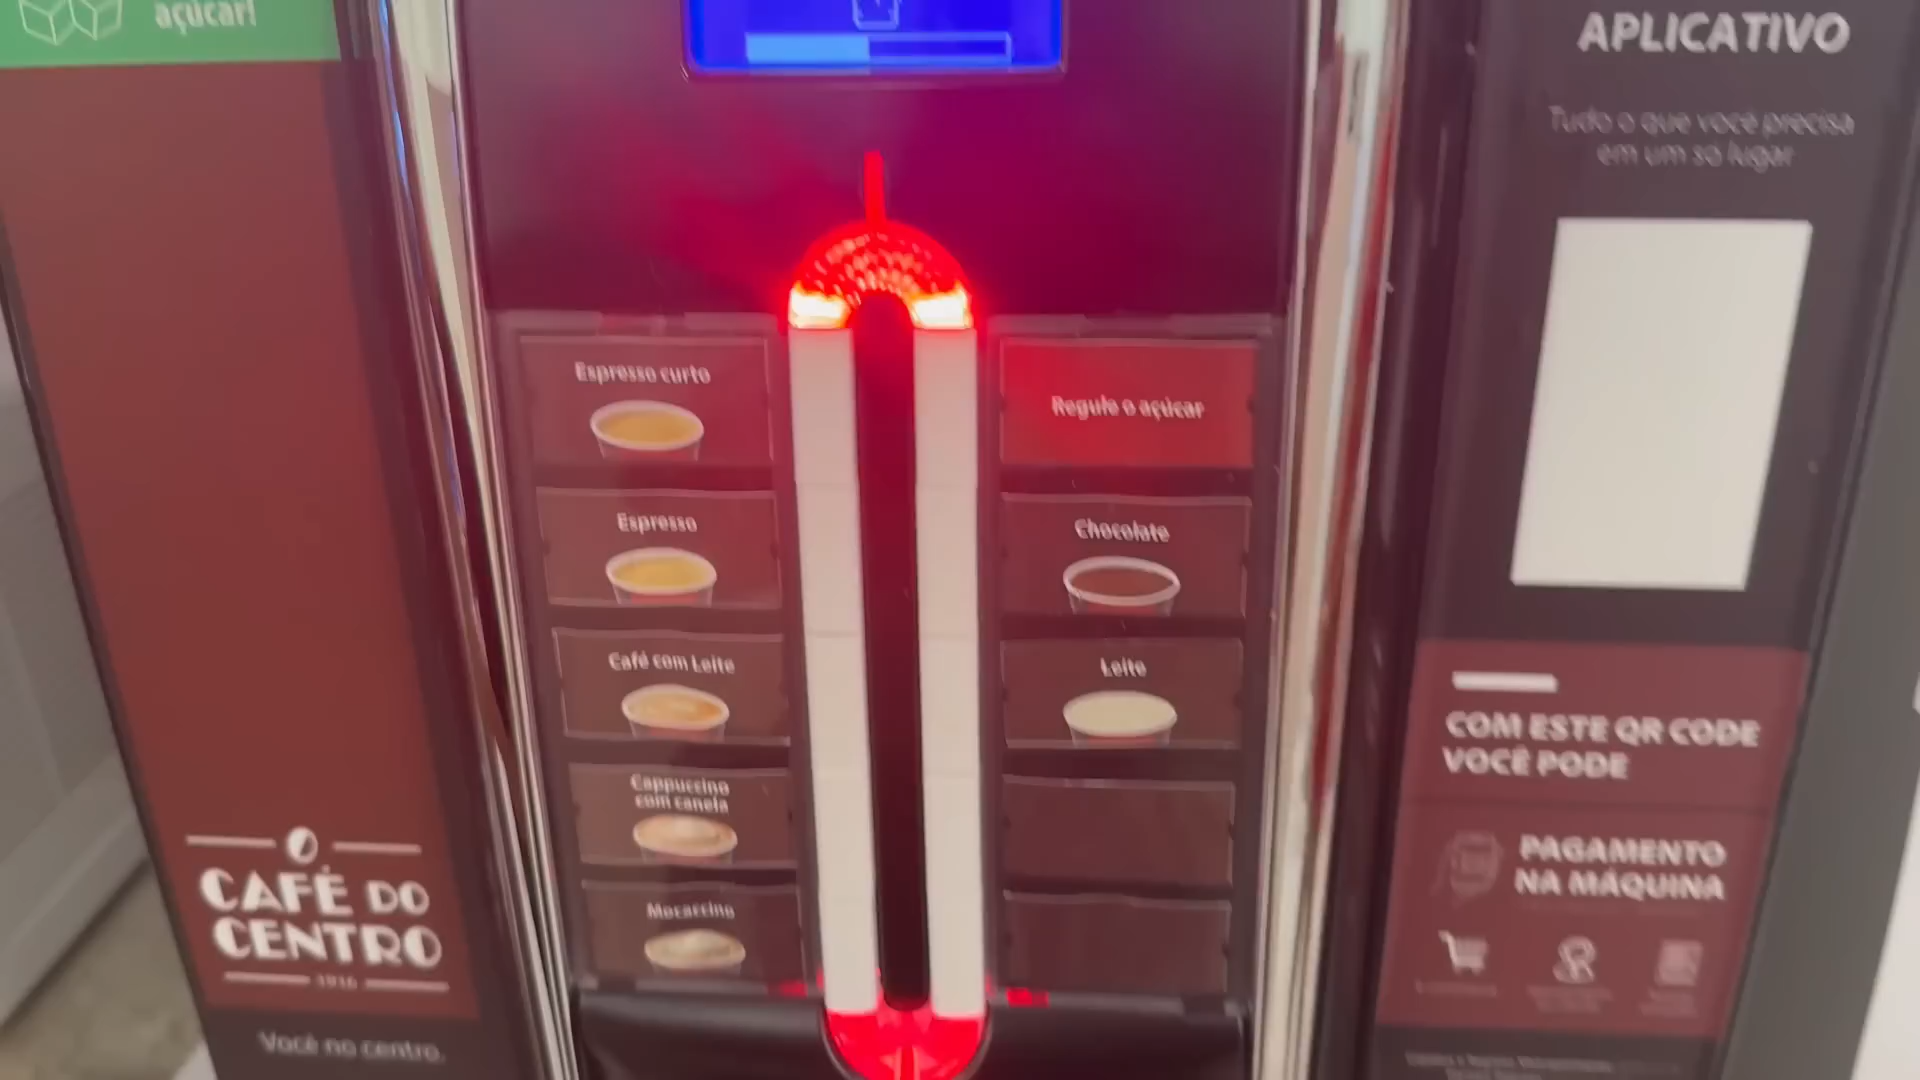 açúcar!
CAFÉ DO
CENTRO
1916
Você no centro.
Espresso curto
Espresso
Café com Leite
Cappuccino
com canela
Mocaccino
Regule o açúcar
Chocolate
Leite
APLICATIVO
Tudo o que você precisa
em um só lugar
COM ESTE QR CODE
VOCÊ PODE
PAGAMENTO
NA MÁQUINA